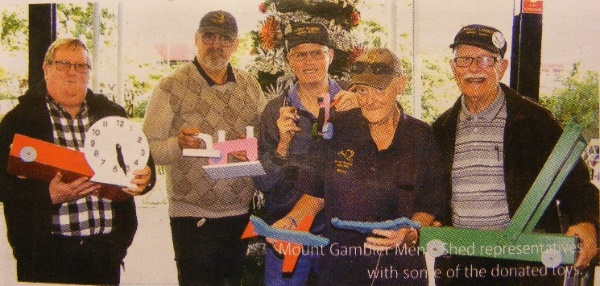 Mount Gambier Men's Shed representatives
with some of the donated toys.